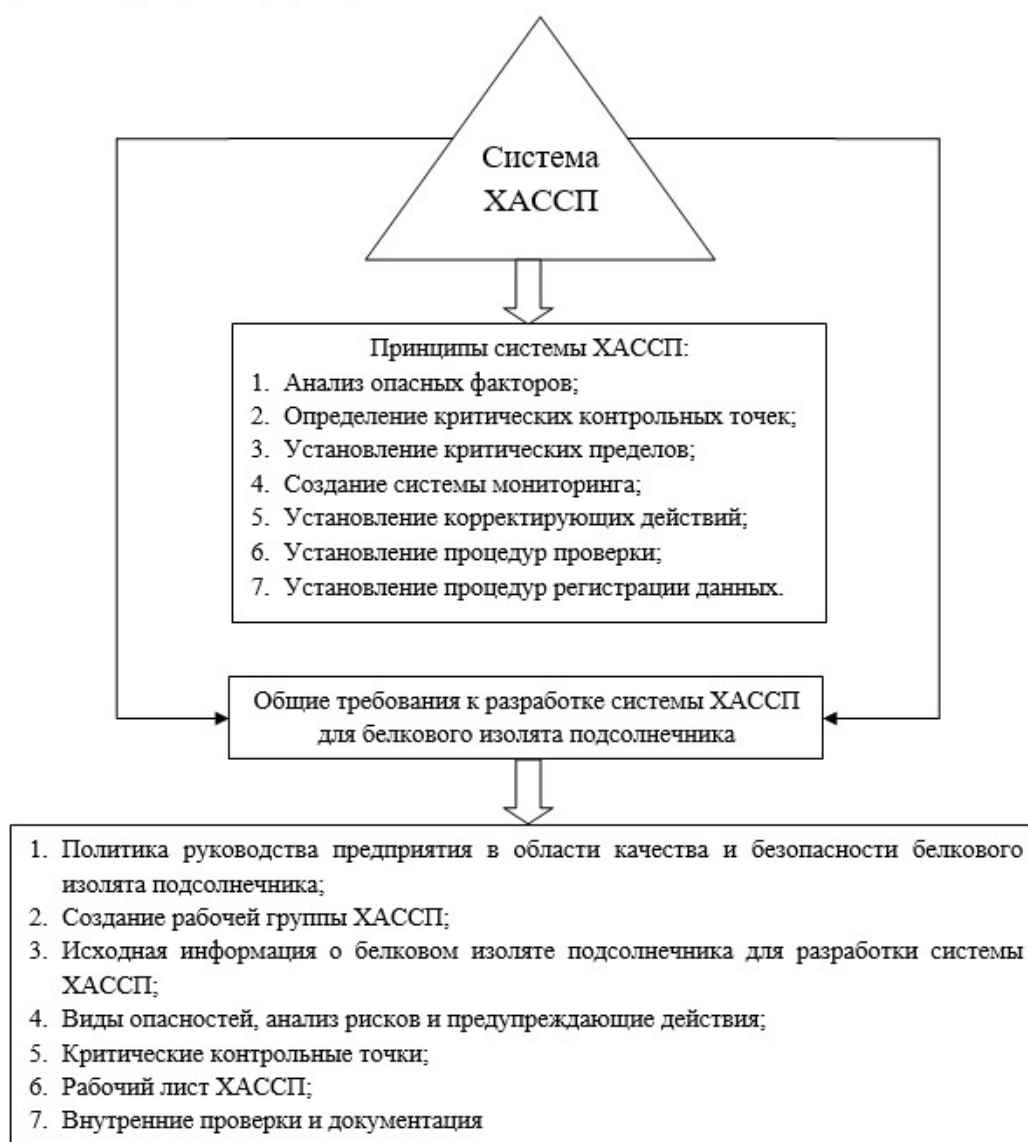 Система
ХАССП
Принципы системы ХАССП:
1. Анализ опасных факторов;
2. Определение критических контрольных точек;
3. Установление критических пределов;
4. Создание системы мониторинга;
5. Установление корректирующих действий;
6. Установление процедур проверки;
7. Установление процедур регистрации данных.
Общие требования к разработке системы ХАССП
для белкового изолята подсолнечника
1. Политика руководства предприятия в области качества и безопасности белкового
изолята подсолнечника;
2. Создание рабочей группы ХАССП;
3. Исходная информация о белковом изоляте подсолнечника для разработки системы
ХАССП;
4. Виды опасностей, анализ рисков и предупреждающие действия;
5. Критические контрольные точки;
6. Рабочий лист ХАССП;
7. Внутренние проверки и документация